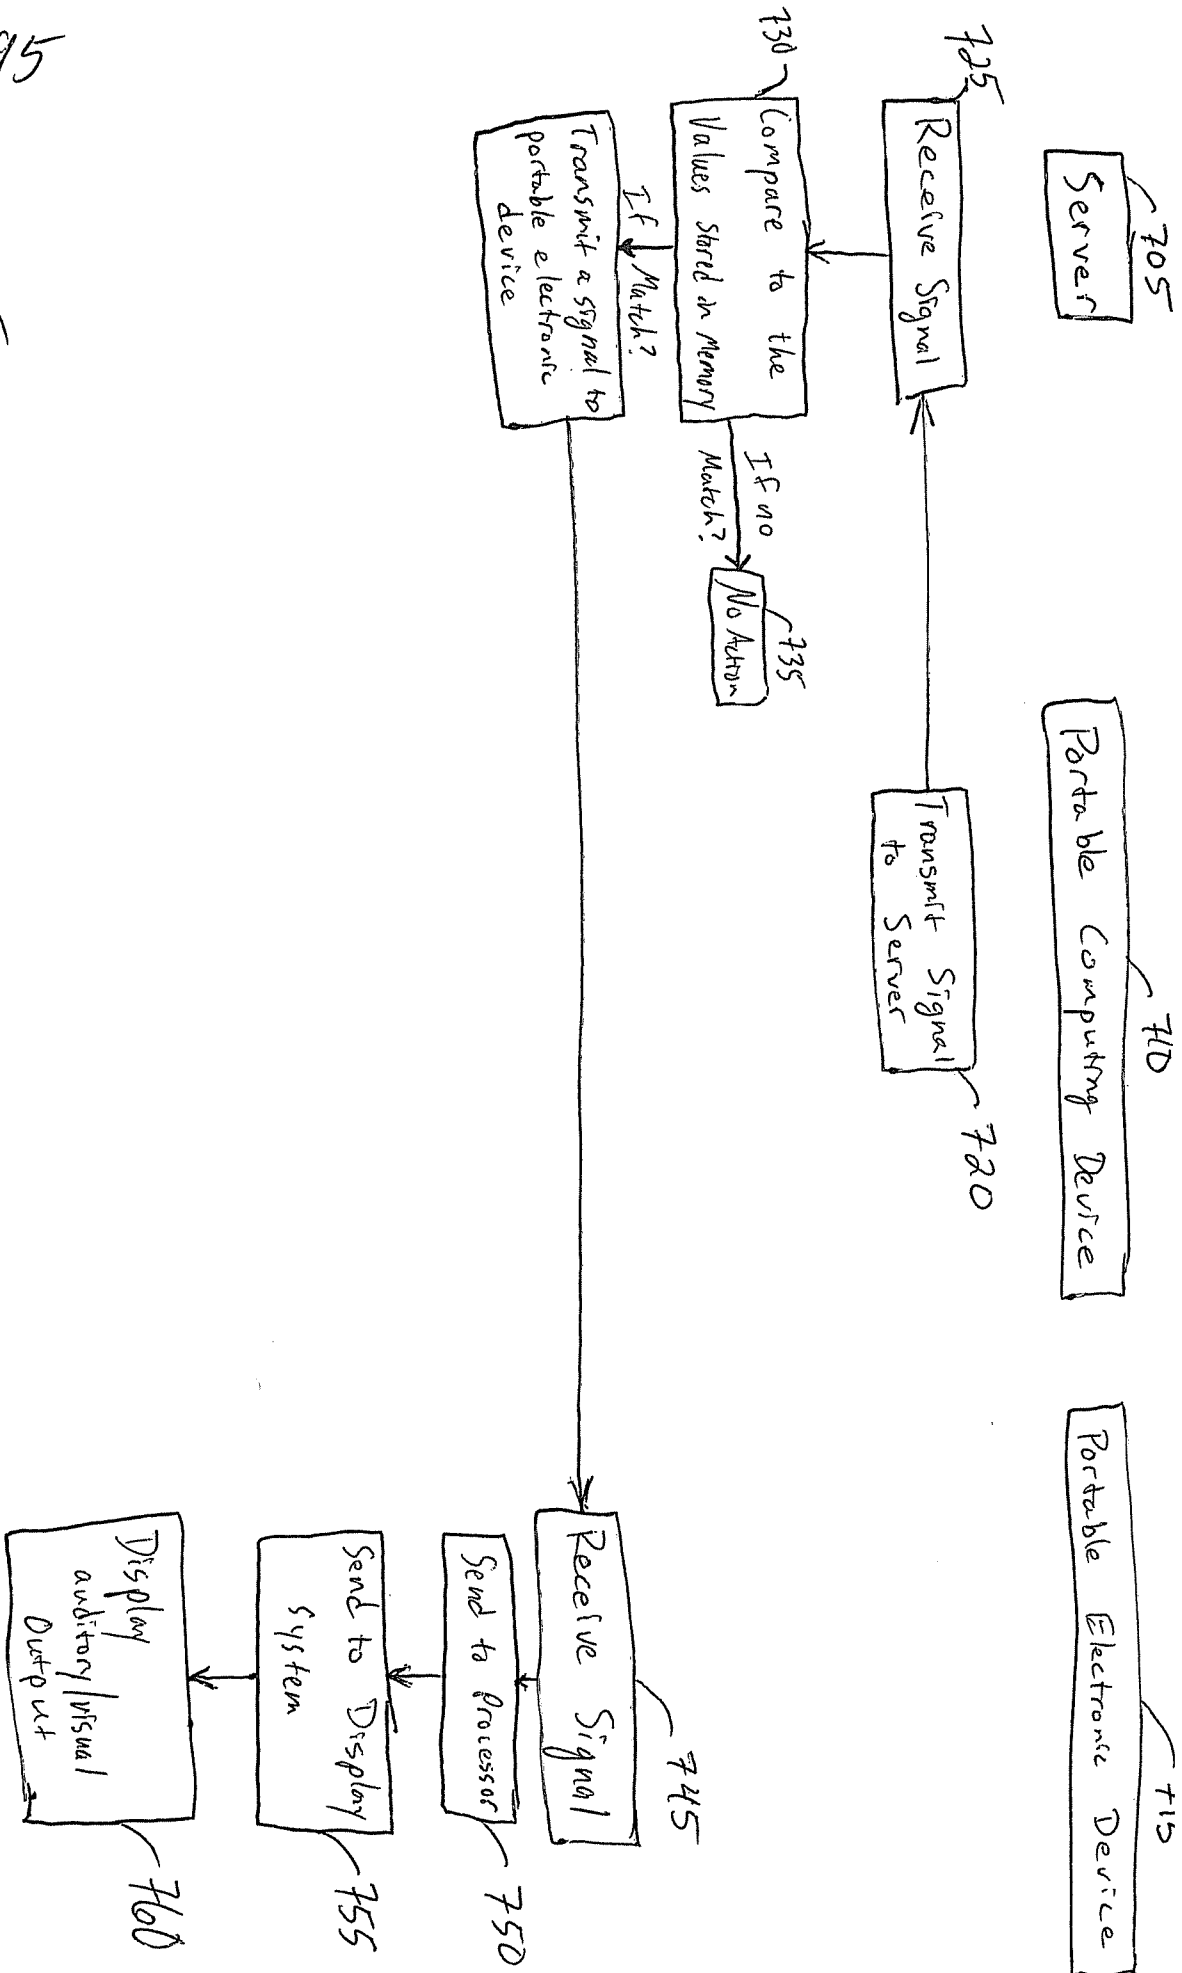 705
Server
710
Portable Computing Device
715
Portable Electronic Device
725
Receive Signal
Transmit Signal
to Server
720
730
Compare to the
Values Stored in Memory
If no
Match?
735
No Action
If Match?
Transmit a signal to
portable electronic
device
745
Receive Signal
Send to Processor
750
Send to Display
System
755
Display
auditory/visual
Output
760